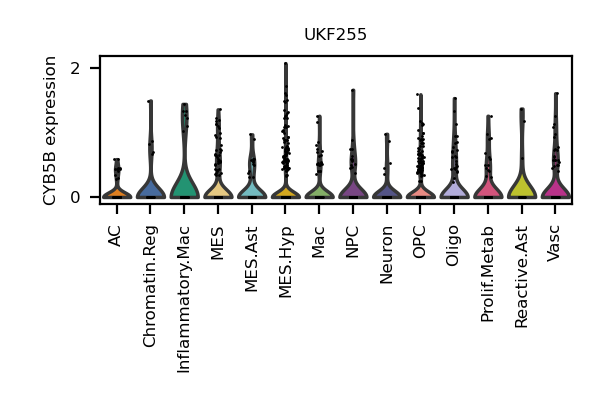 UKF255
CYB5B expression
2
0
AC
Chromatin.Reg
Inflammatory.Mac
MES
MES.Ast
MES.Hyp
Mac
NPC
Neuron
OPC
Oligo
Prolif.Metab
Reactive.Ast
Vasc